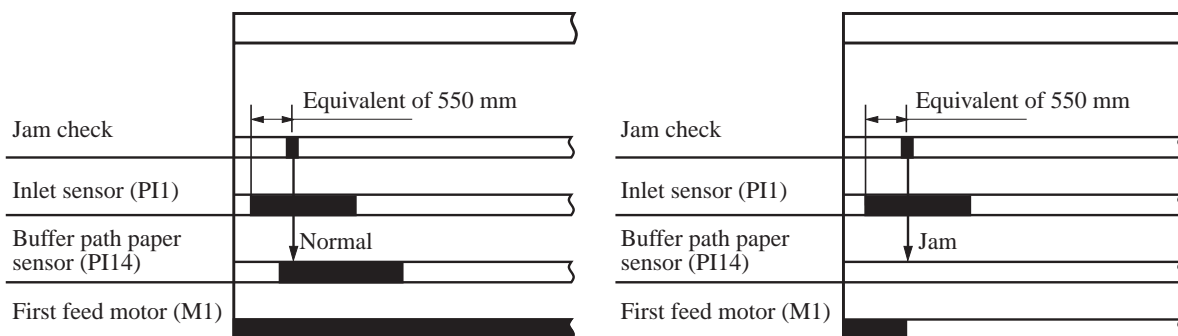 Equivalent of 550 mm
Jam check
Inlet sensor (PI1)
Normal
Buffer path paper
sensor (PI14)
First feed motor (M1)
Equivalent of 550 mm
Jam check
Inlet sensor (PI1)
Jam
Buffer path paper
sensor (PI14)
First feed motor (M1)